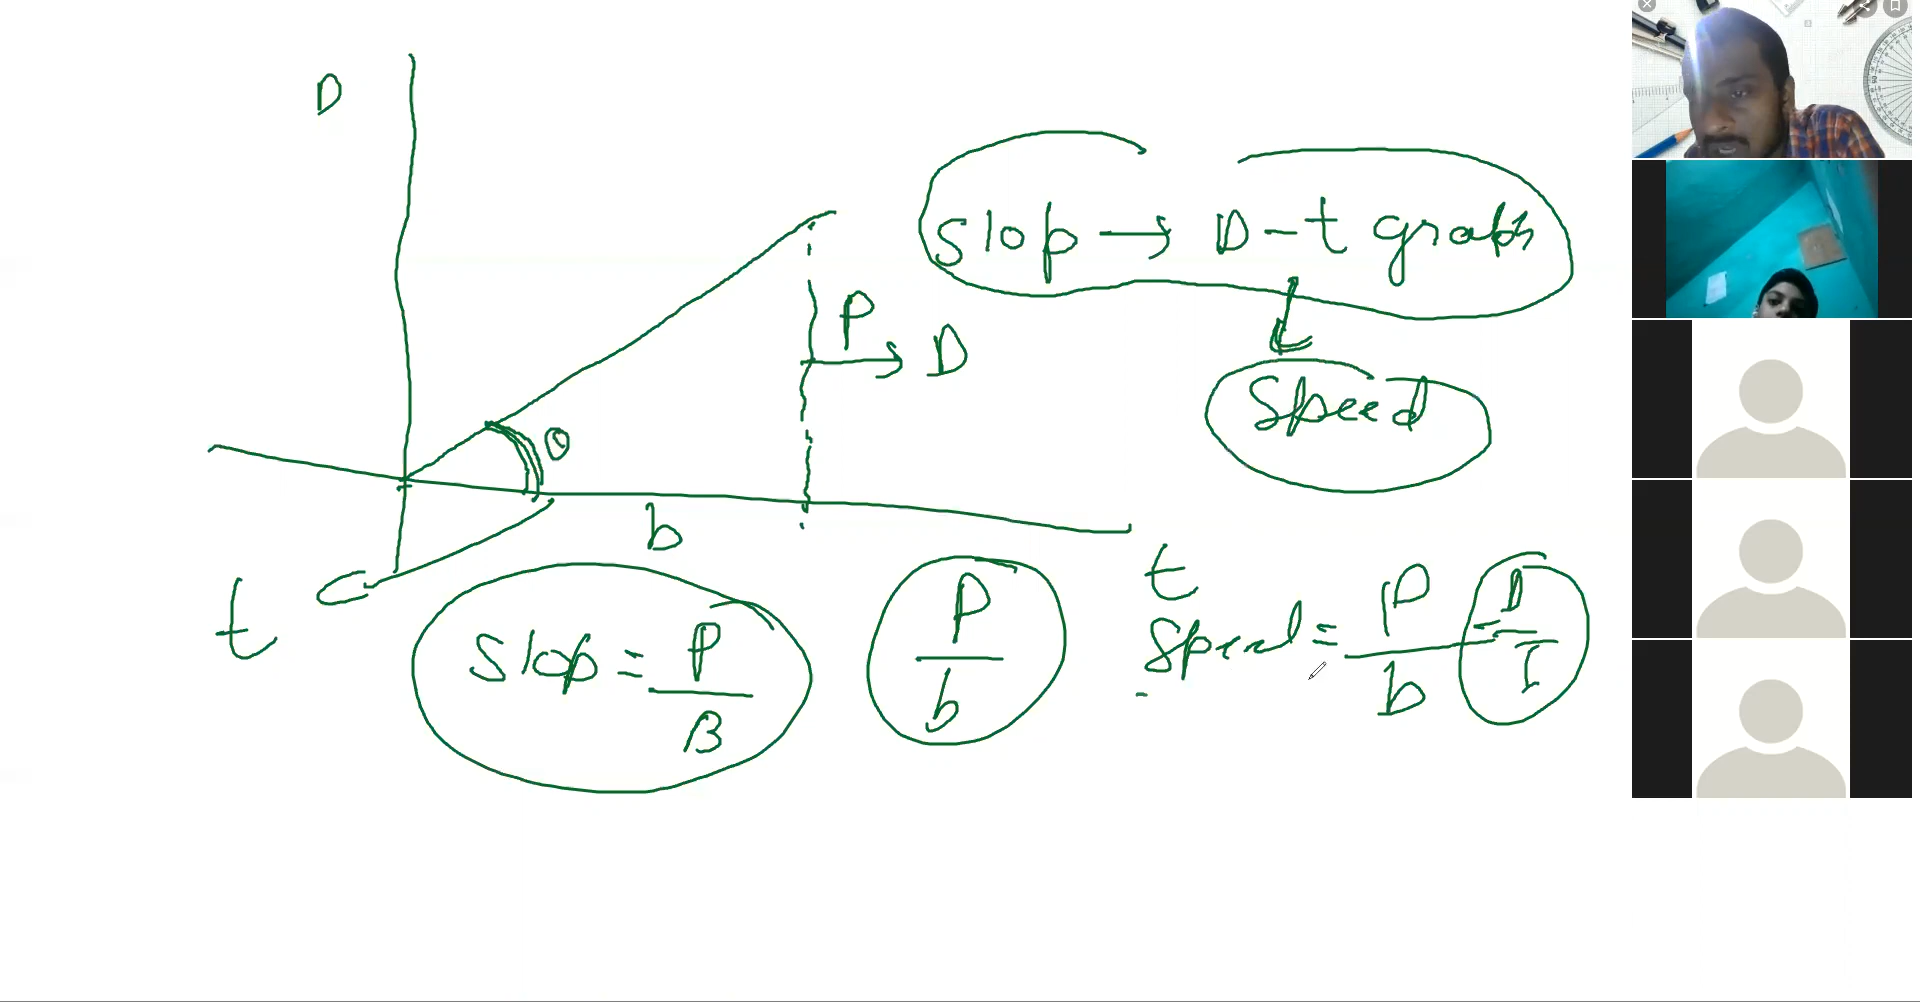 D
Slop → D-t graph
P
→ D
Speed
θ
b
t
t
Slop = P
B
P
b
Speed = P = D
b T